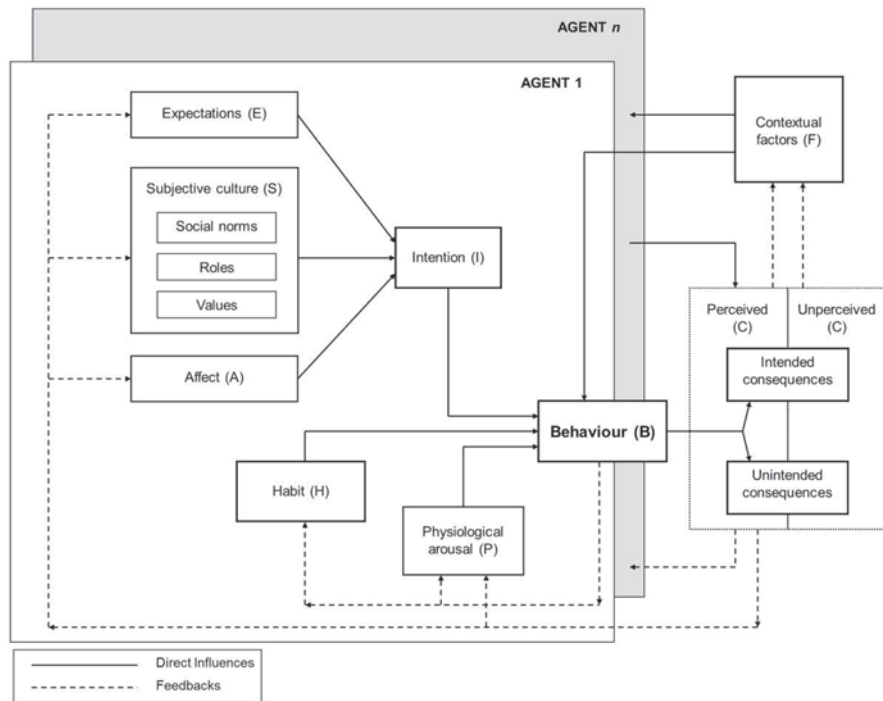 AGENT n
AGENT 1
Expectations (E)
Subjective culture (S)
Social norms
Roles
Values
Affect (A)
Intention (I)
Contextual
factors (F)
Perceived
(C)
Unperceived
(C)
Intended
consequences
Unintended
consequences
Behaviour (B)
Habit (H)
Physiological
arousal (P)
Direct Influences
Feedbacks